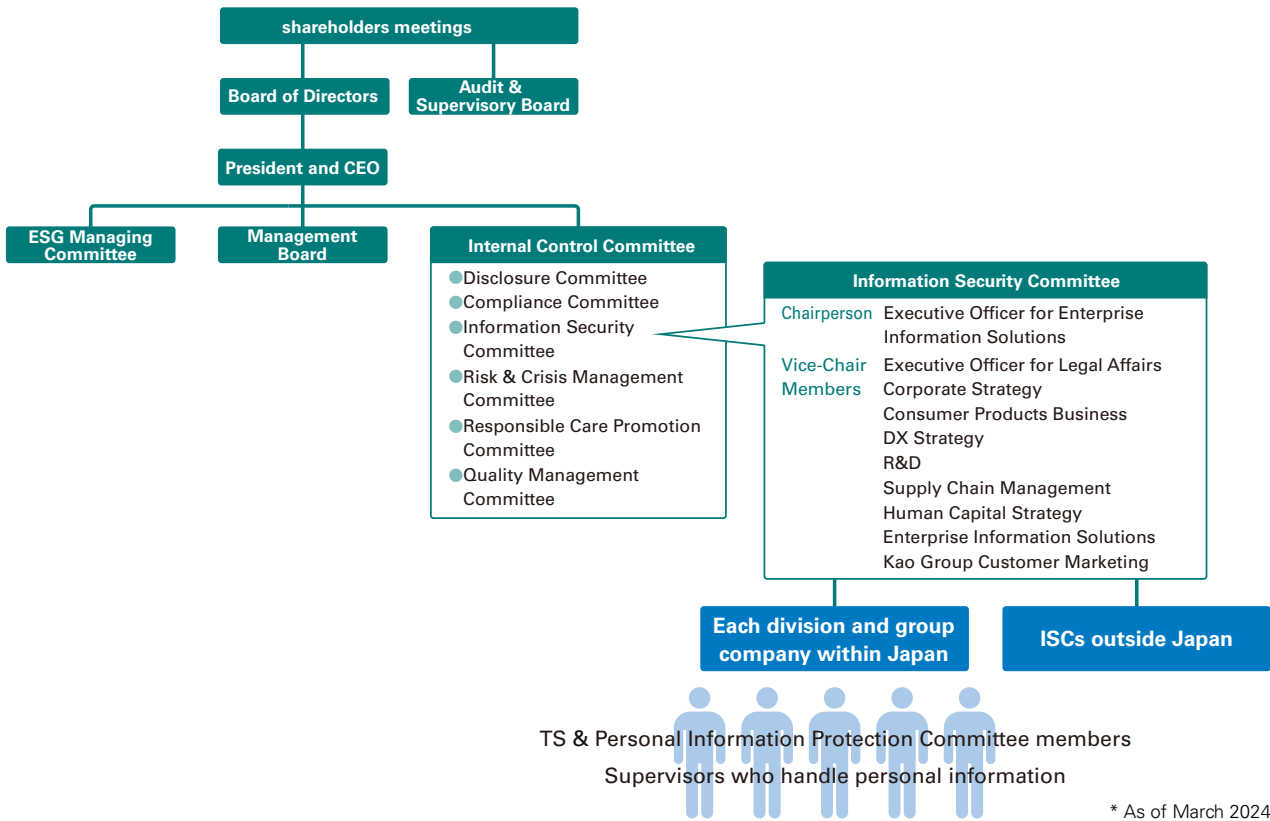 shareholders meetings
Board of Directors
Audit &
Supervisory Board
President and CEO
ESG Managing
Committee
Management
Board
Internal Control Committee
Disclosure Committee
Compliance Committee
Information Security
Committee
Risk & Crisis Management
Committee
Responsible Care Promotion
Committee
Quality Management
Committee
Information Security Committee
Chairperson Executive Officer for Enterprise
Information Solutions
Vice-Chair Executive Officer for Legal Affairs
Members Corporate Strategy
Consumer Products Business
DX Strategy
R&D
Supply Chain Management
Human Capital Strategy
Enterprise Information Solutions
Kao Group Customer Marketing
Each division and group
company within Japan
ISCs outside Japan
TS & Personal Information Protection Committee members
Supervisors who handle personal information
* As of March 2024